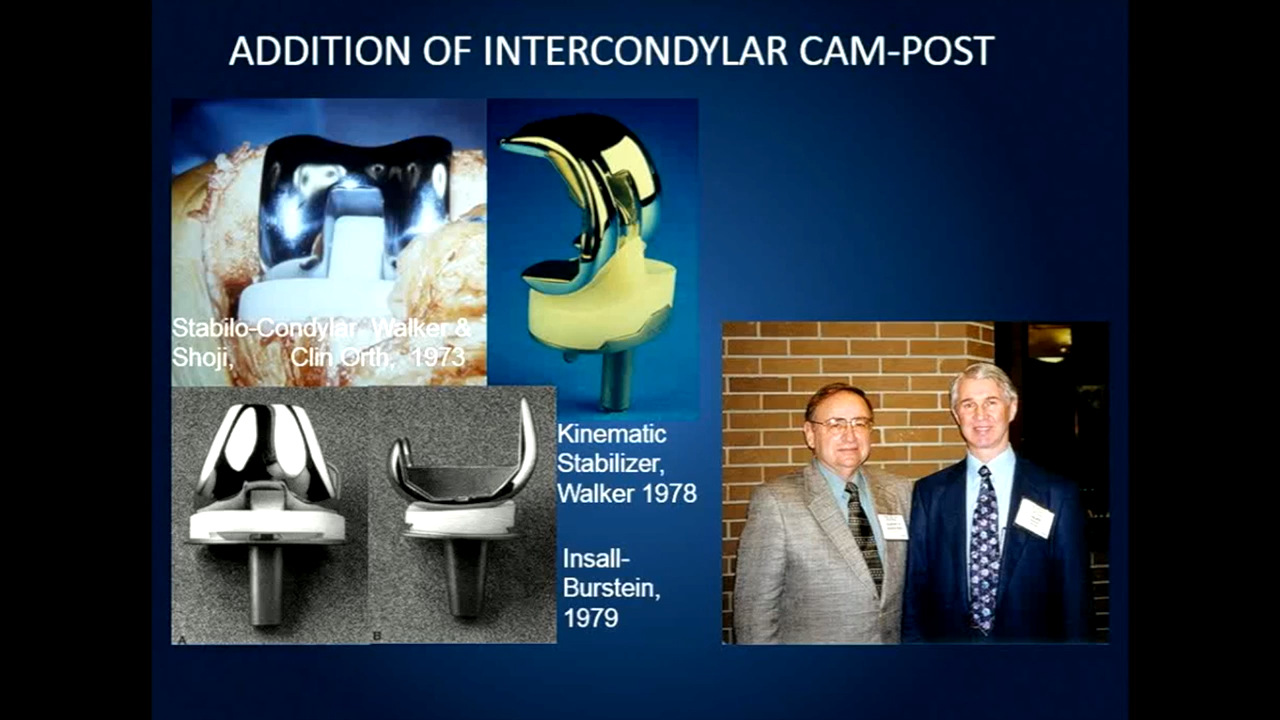 ADDITION OF INTERCONDYLAR CAM-POST
Stabilo-Condylar, Walker &
Shoji, Clin Orth, 1973
Kinematic
Stabilizer,
Walker 1978
Insall-
Burstein,
1979
A
B